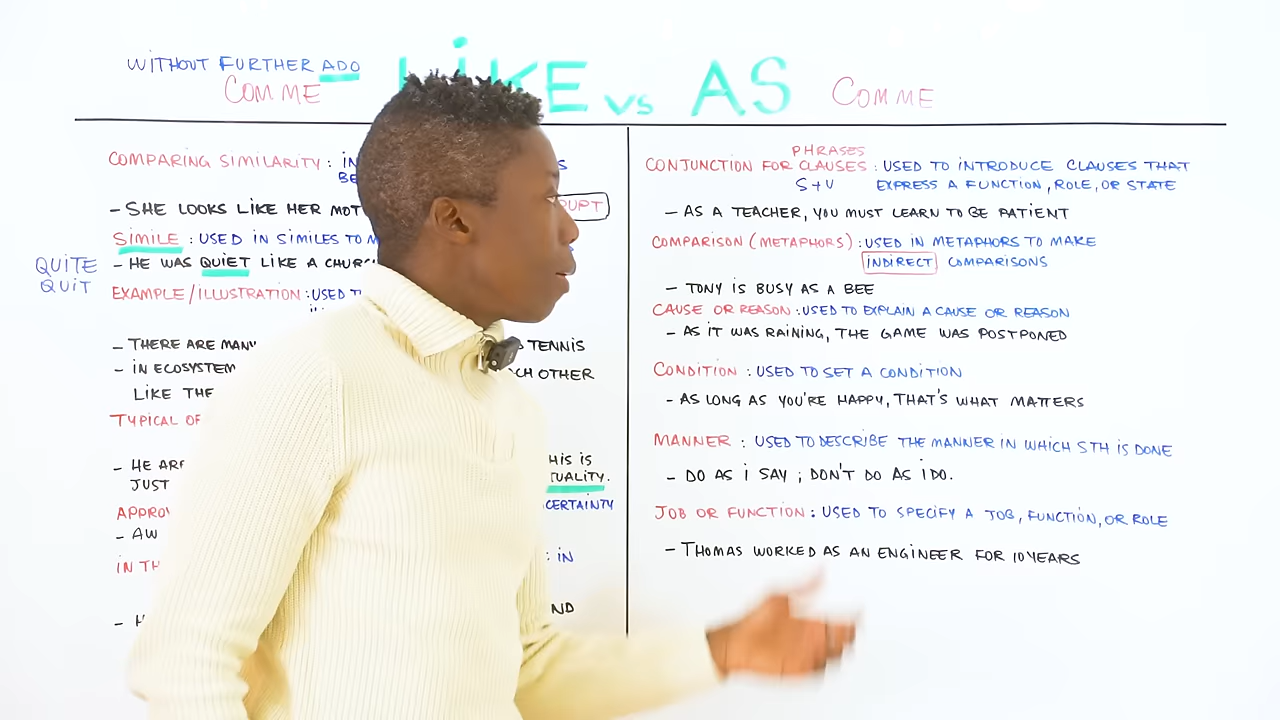 WITHOUT FURTHER ADO
LIKE VS AS
COMME
COMME
COMPARING SIMILARITY : IN
BE
- SHE LOOKS LIKE HER MOT
UPT
SIMILE : USED IN SIMILES TO M
- HE WAS QUIET LIKE A CHURC
QUITE
QUIT
EXAMPLE/ILLUSTRATION : USED T
- THERE ARE MANY
TENNIS
- IN ECOSYSTEM
CH OTHER
LIKE THE
TYPICAL OF
- HE ARE
HIS IS
JUST
TUALITY.
APPROV
CERTAINTY
- AW
IN TH
: IN
- H
ND
PHRASES
CONJUNCTION FOR CLAUSES : USED TO INTRODUCE CLAUSES THAT
S+V EXPRESS A FUNCTION, ROLE, OR STATE
- AS A TEACHER, YOU MUST LEARN TO BE PATIENT
COMPARISON (METAPHORS) : USED IN METAPHORS TO MAKE
INDIRECT COMPARISONS
- TONY IS BUSY AS A BEE
CAUSE OR REASON : USED TO EXPLAIN A CAUSE OR REASON
- AS IT WAS RAINING, THE GAME WAS POSTPONED
CONDITION : USED TO SET A CONDITION
- AS LONG AS YOU'RE HAPPY, THAT'S WHAT MATTERS
MANNER : USED TO DESCRIBE THE MANNER IN WHICH STH IS DONE
- DO AS I SAY ; DON'T DO AS I DO.
JOB OR FUNCTION : USED TO SPECIFY A JOB, FUNCTION, OR ROLE
- THOMAS WORKED AS AN ENGINEER FOR 10 YEARS